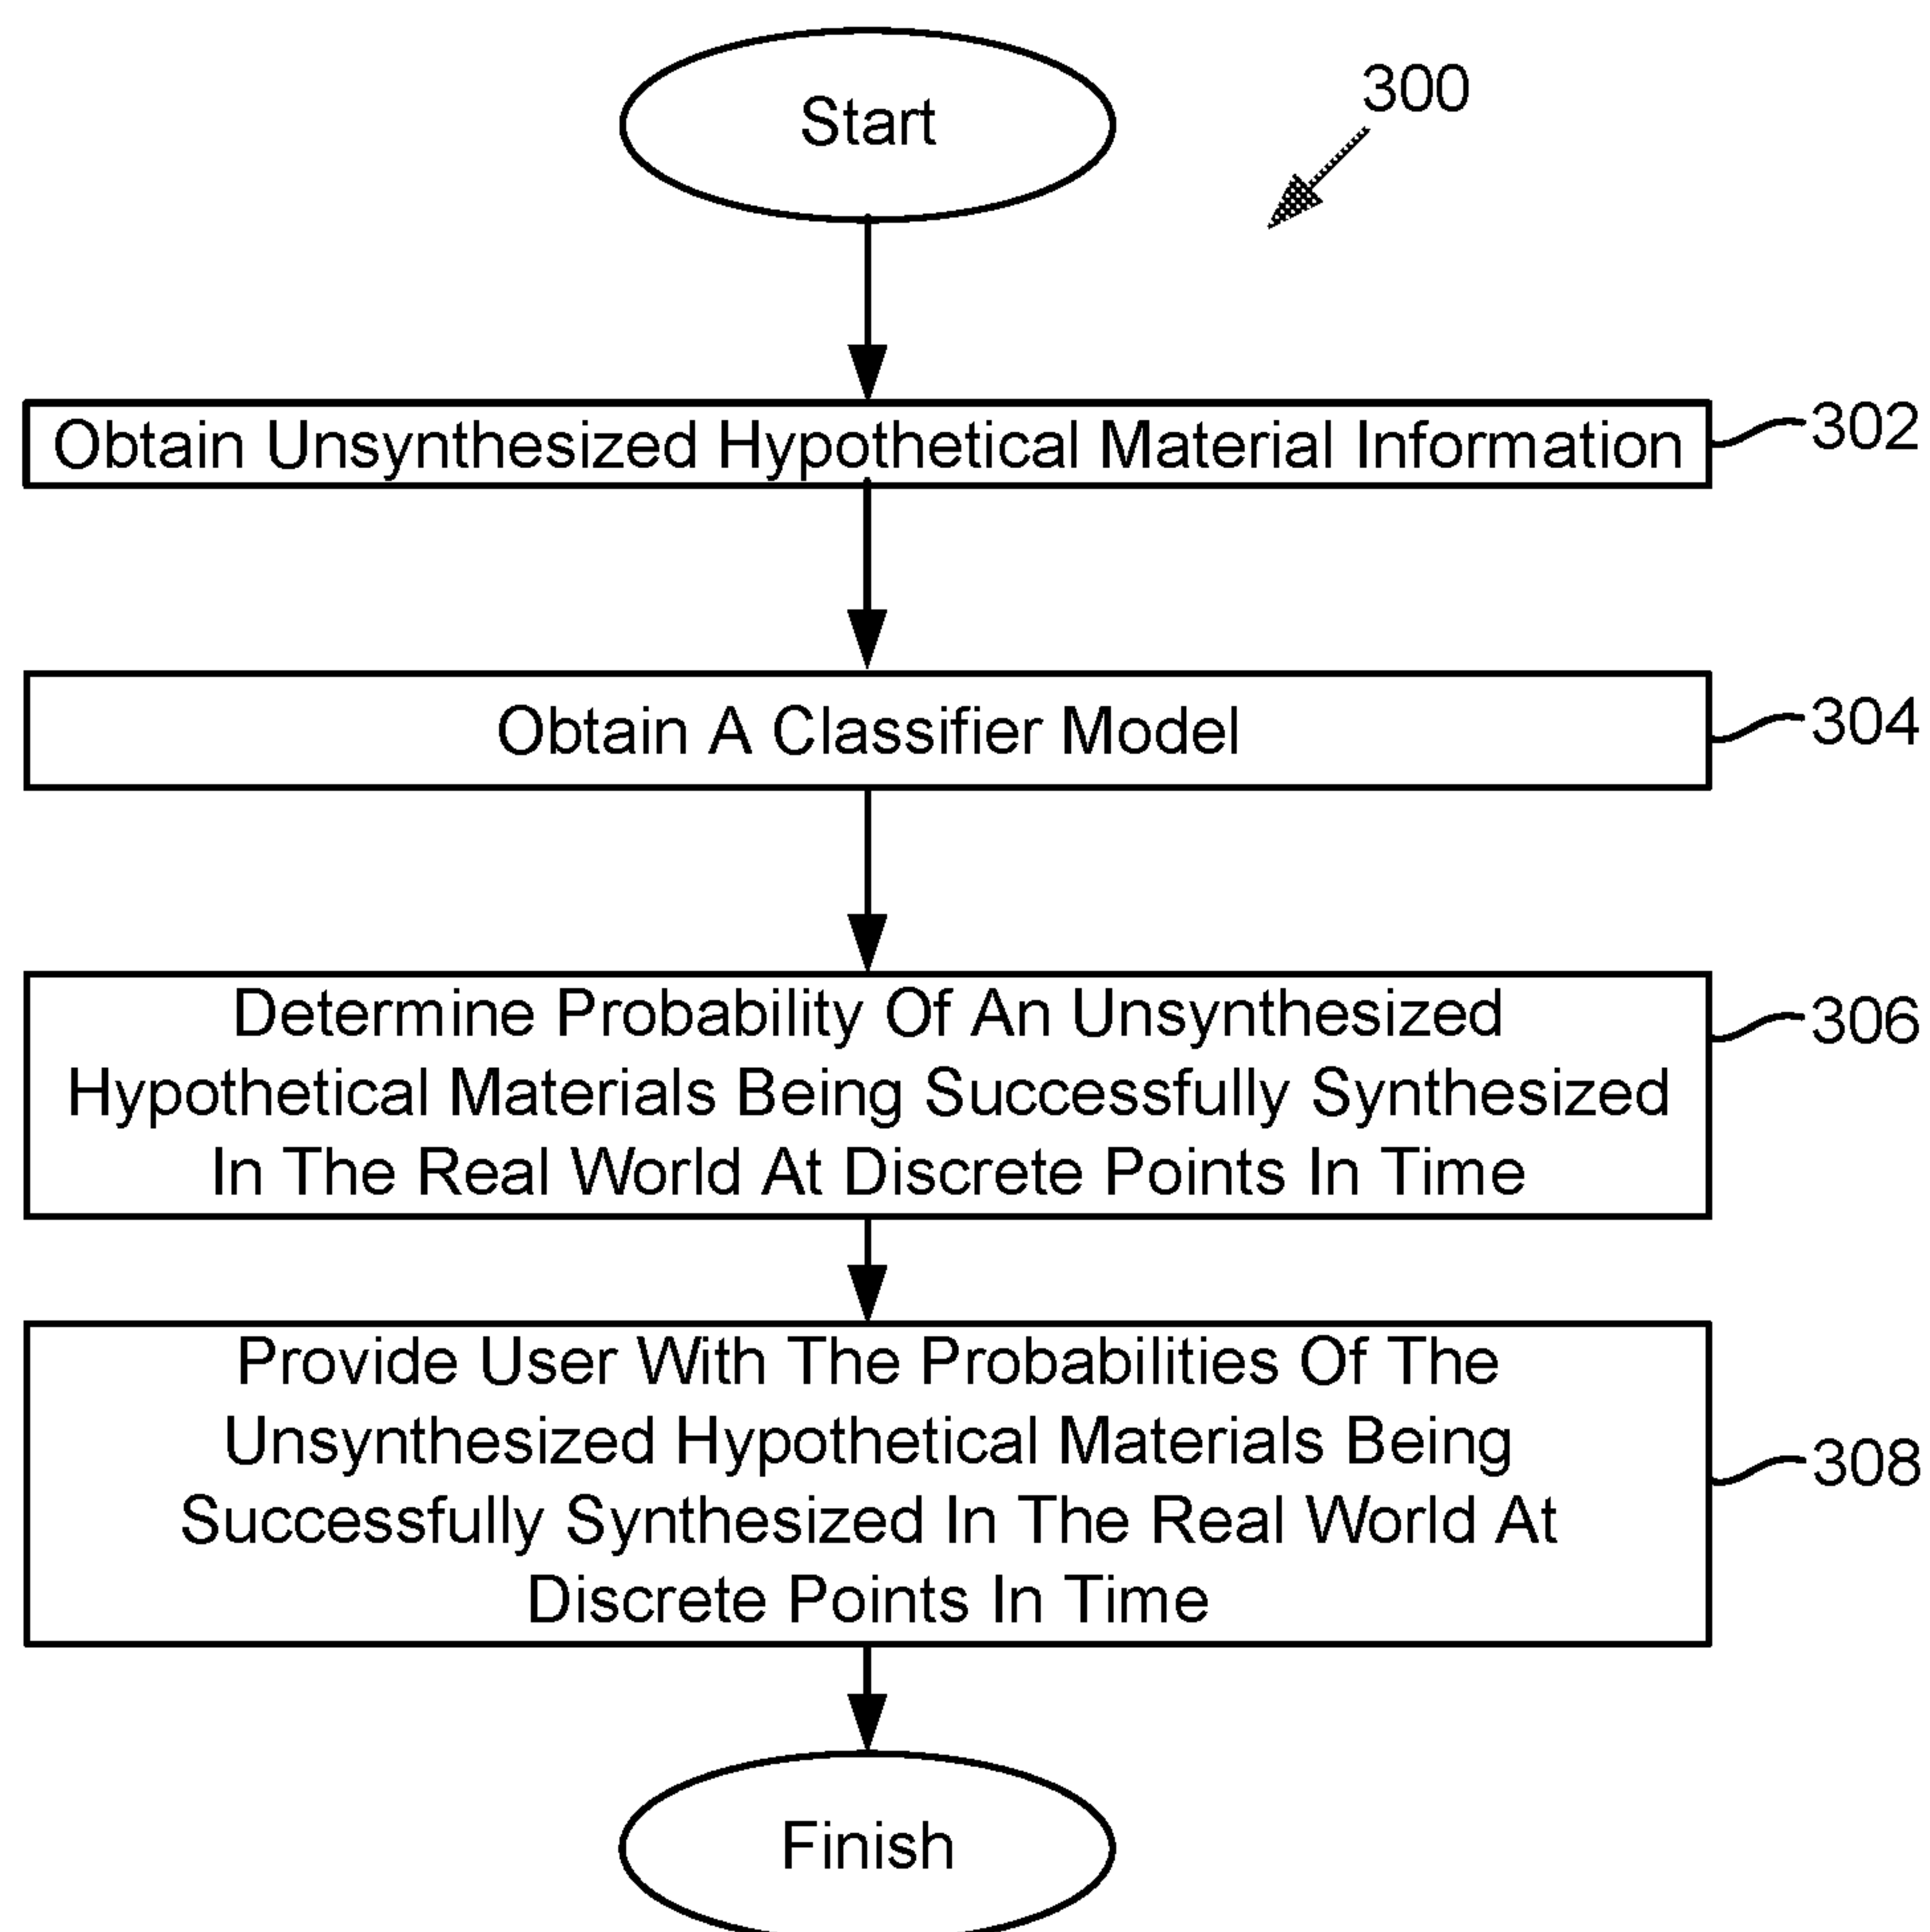 Start
300
Obtain Unsynthesized Hypothetical Material Information
302
Obtain A Classifier Model
304
Determine Probability Of An Unsynthesized
Hypothetical Materials Being Successfully Synthesized
In The Real World At Discrete Points In Time
306
Provide User With The Probabilities Of The
Unsynthesized Hypothetical Materials Being
Successfully Synthesized In The Real World At
Discrete Points In Time
308
Finish